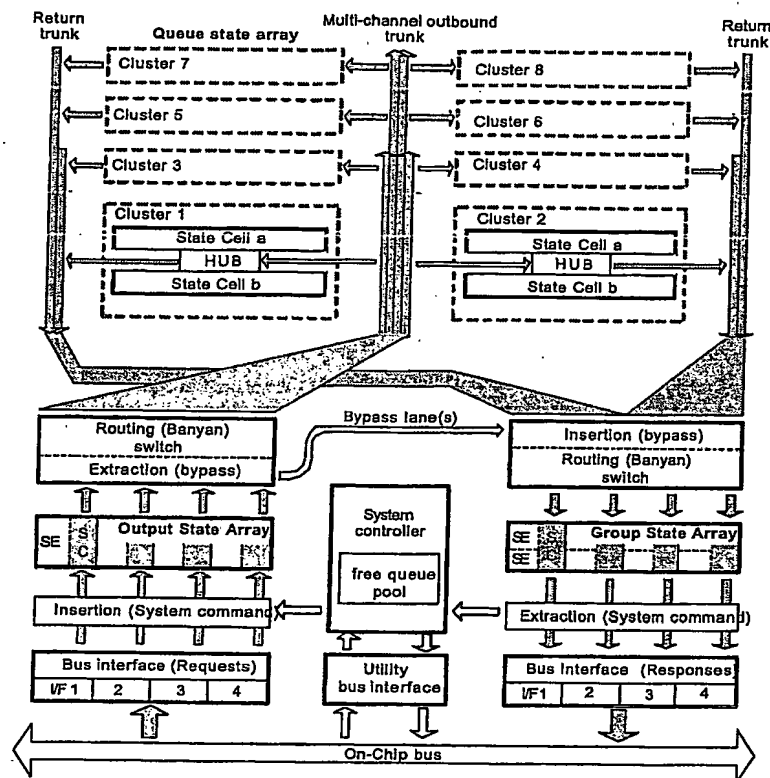 Return
trunk
Queue state array
Multi-channel outbound
trunk
Return
trunk
Cluster 7
Cluster 8
Cluster 5
Cluster 6
Cluster 3
Cluster 4
Cluster 1
State Cell a
HUB
State Cell b
Cluster 2
State Cell a
HUB
State Cell b
Routing (Banyan)
switch
Extraction (bypass)
Bypass lane(s)
Insertion (bypass)
Routing (Banyan)
switch
SE
SC
Output State Array
System
controller
free queue
pool
SE
SE
Group State Array
Insertion (System command)
Extraction (System command)
Bus interface (Requests)
I/F1 2 3 4
Utility
bus interface
Bus Interface (Responses)
I/F1 2 3 4
On-Chip bus